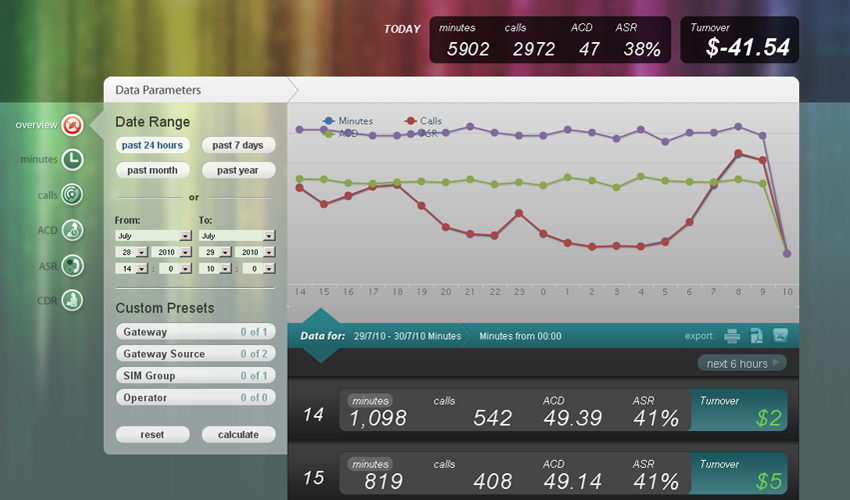 TODAY minutes calls ACD ASR Turnover
5902 2972 47 38% $-41.54
Data Parameters
overview
minutes
calls
ACD
ASR
CDR
Date Range
past 24 hours past 7 days
past month past year
or
From: To:
July July
28 2010 29 2010
14 : 0 10 : 0
Custom Presets
Gateway 0 of 1
Gateway Source 0 of 2
SIM Group 0 of 1
Operator 0 of 0
reset calculate
Minutes Calls
ACD ASR
14 15 16 17 18 19 20 21 22 23 0 1 2 3 4 5 6 7 8 9 10
Data for: 29/7/10 - 30/7/10 Minutes Minutes from 00:00 export:
next 6 hours
14 minutes calls ACD ASR Turnover
1,098 542 49.39 41% $2
15 minutes calls ACD ASR Turnover
819 408 49.14 41% $5